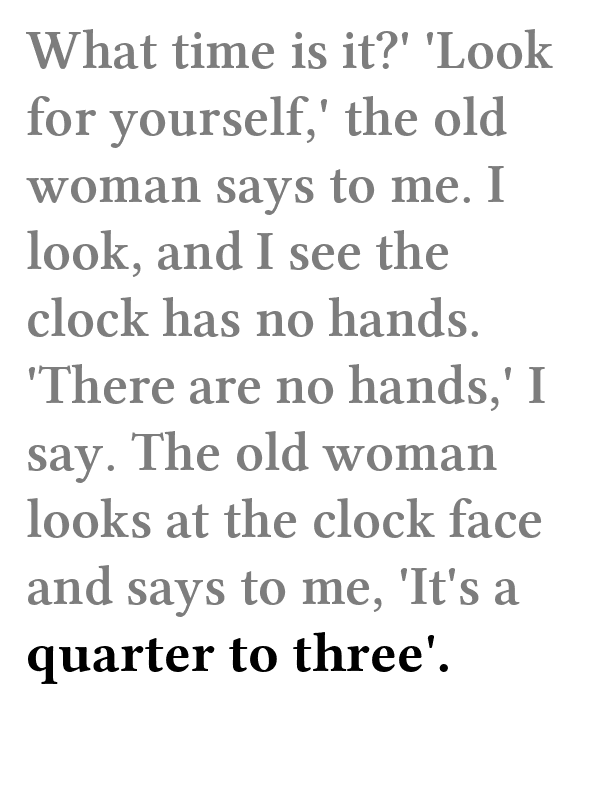 What time is it?' 'Look
for yourself,' the old
woman says to me. I
look, and I see the
clock has no hands.
'There are no hands,' I
say. The old woman
looks at the clock face
and says to me, 'It's a
quarter to three'.